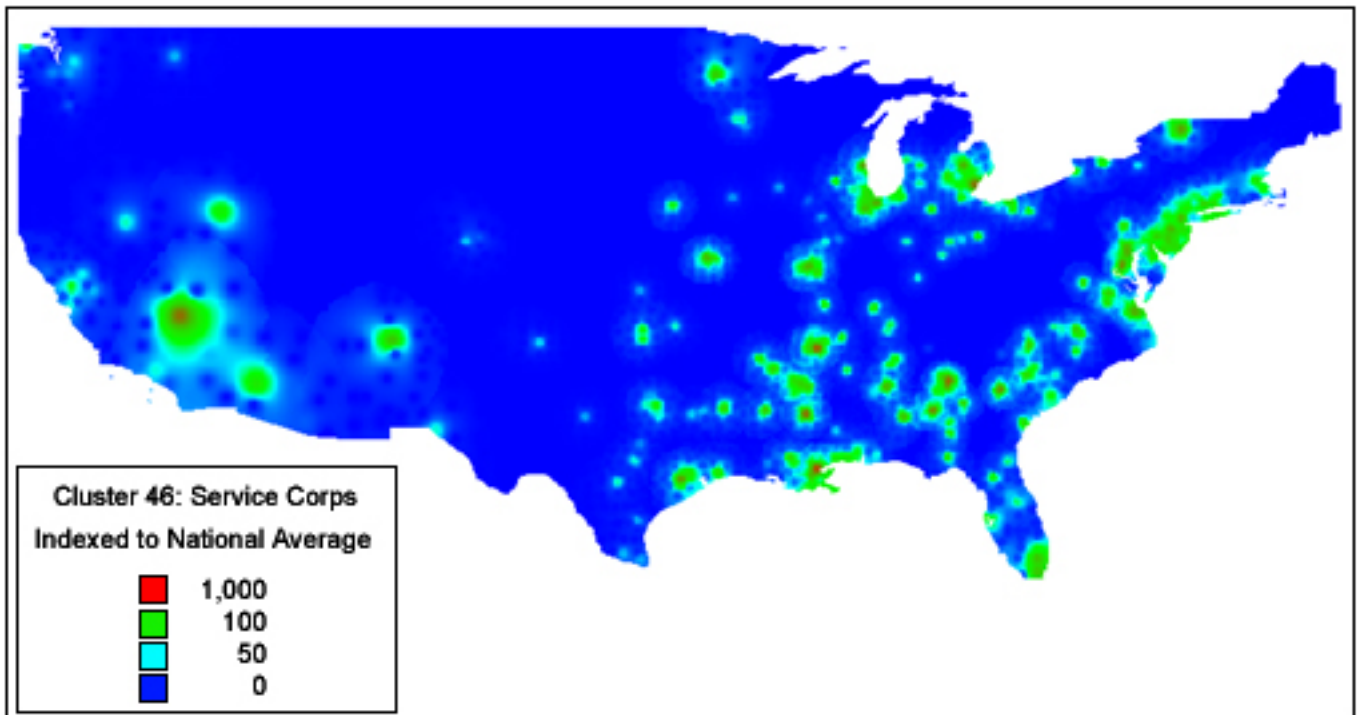 Cluster 46: Service Corps
Indexed to National Average
1,000
100
50
0